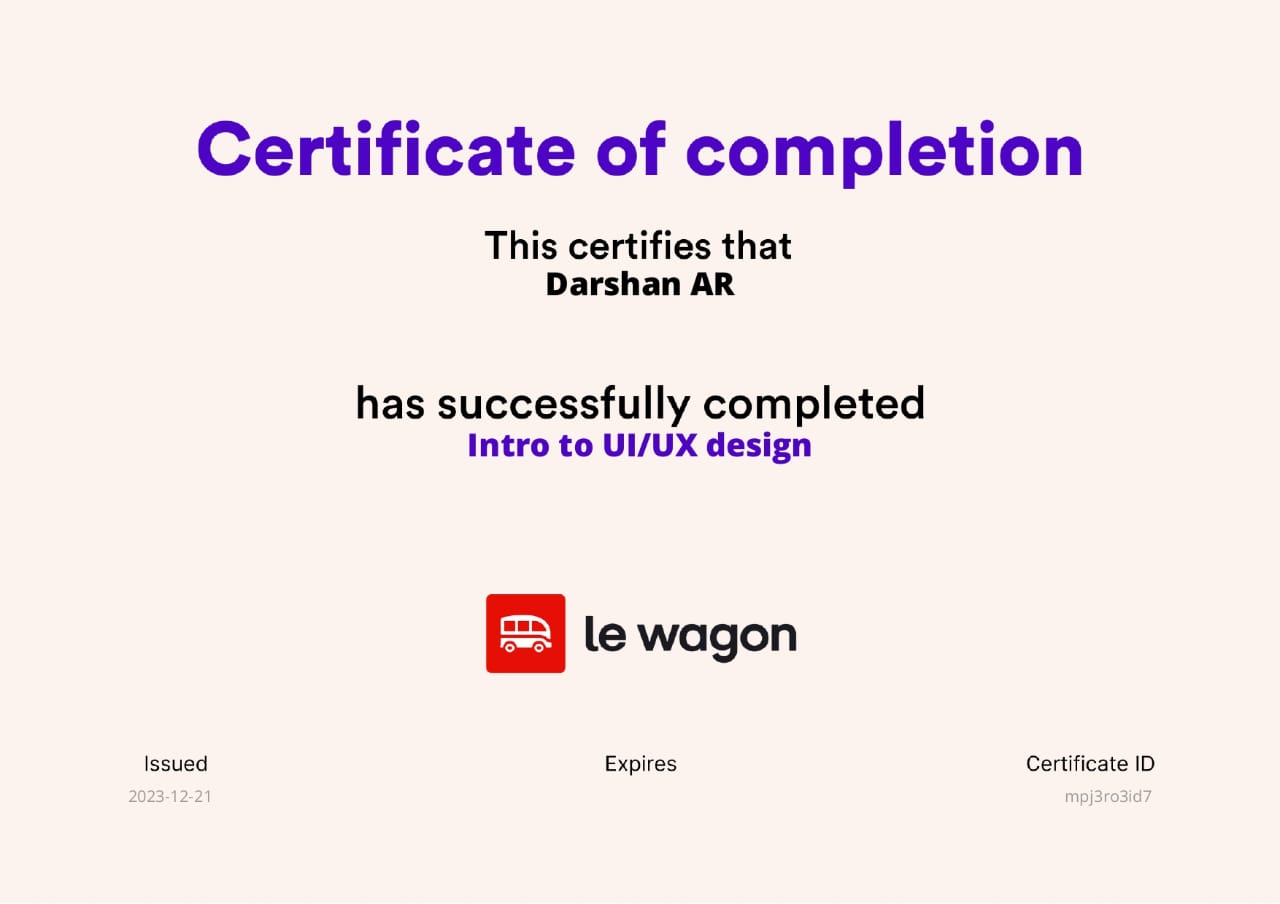 Certificate of completion
This certifies that
Darshan AR
has successfully completed
Intro to UI/UX design
le wagon
Issued
2023-12-21
Expires
Certificate ID
mpj3ro3id7